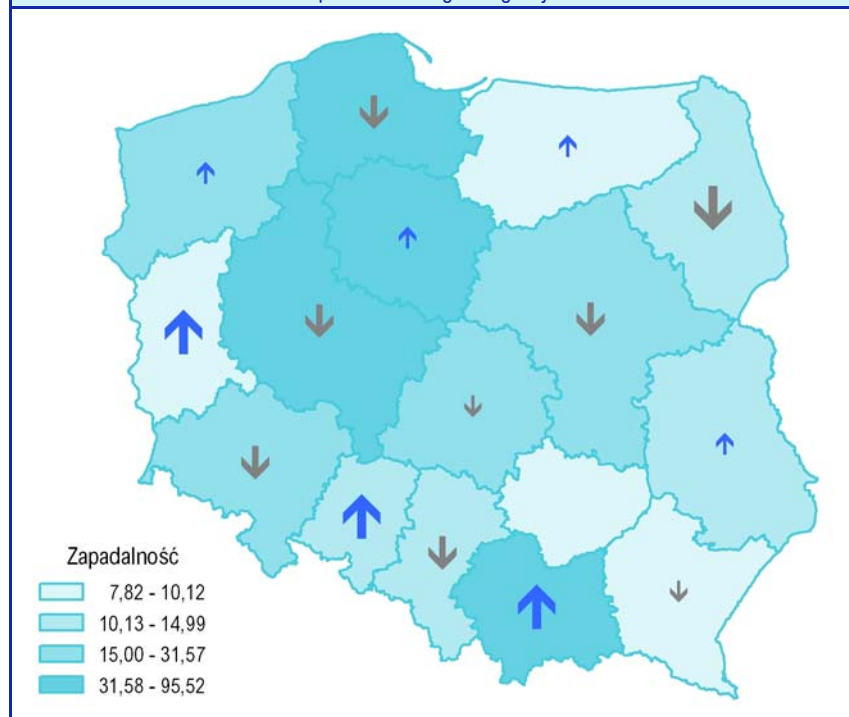 Zapadalność
7,82 - 10,12
10,13 - 14,99
15,00 - 31,57
31,58 - 95,52